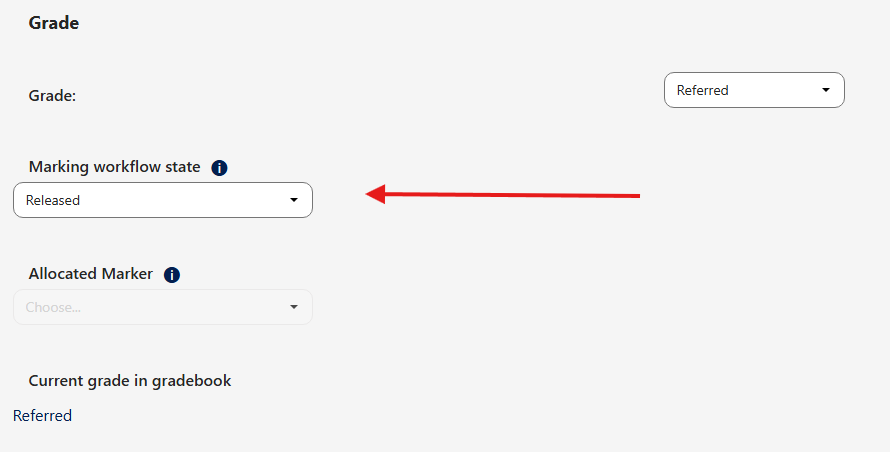 Grade
Grade:
Referred
Marking workflow state
Released
Allocated Marker
Choose...
Current grade in gradebook
Referred